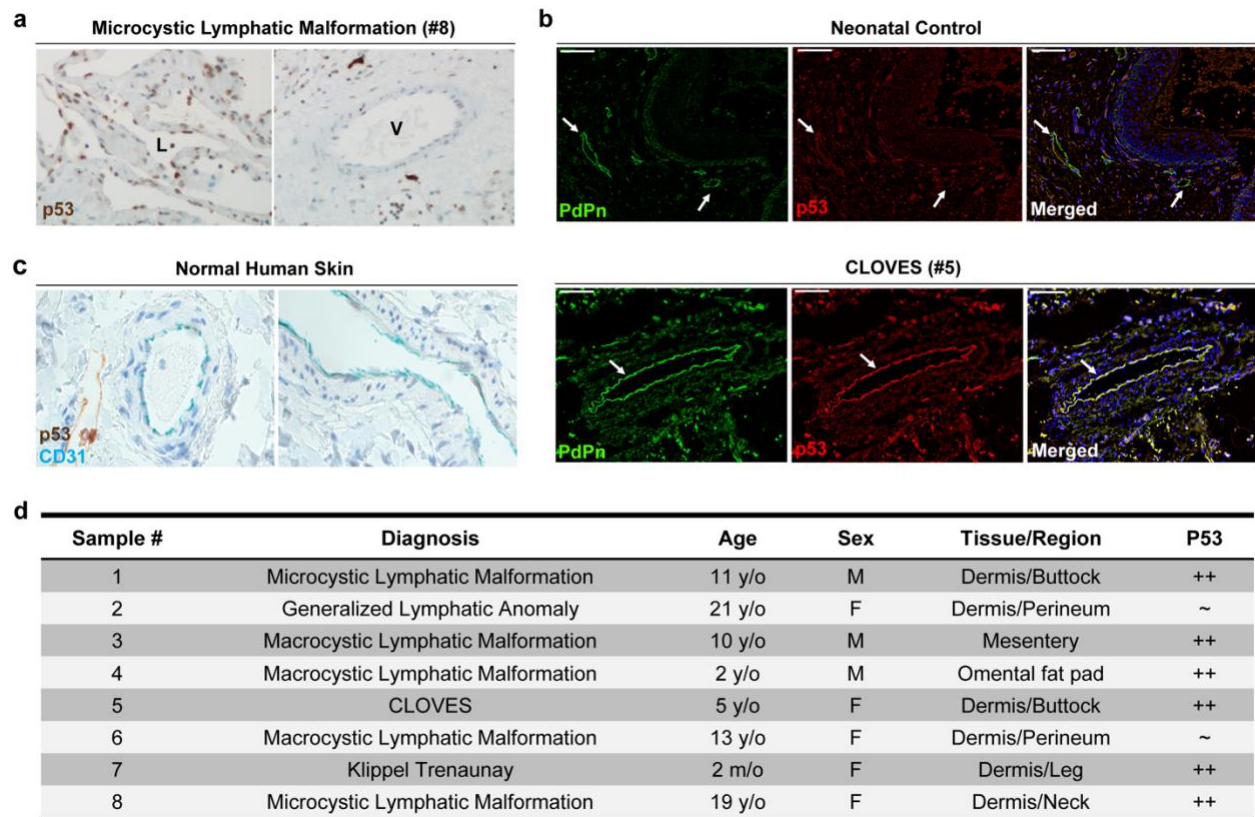 a
Microcystic Lymphatic Malformation (#8)
L
V
p53
b
Neonatal Control
PdPn
p53
Merged
c
Normal Human Skin
p53
CD31
CLOVES (#5)
PdPn
p53
Merged
d
Sample # Diagnosis Age Sex Tissue/Region P53
1 Microcystic Lymphatic Malformation 11 y/o M Dermis/Buttock ++
2 Generalized Lymphatic Anomaly 21 y/o F Dermis/Perineum ~
3 Macrocystic Lymphatic Malformation 10 y/o M Mesentery ++
4 Macrocystic Lymphatic Malformation 2 y/o M Omental fat pad ++
5 CLOVES 5 y/o F Dermis/Buttock ++
6 Macrocystic Lymphatic Malformation 13 y/o F Dermis/Perineum ~
7 Klippel Trenaunay 2 m/o F Dermis/Leg ++
8 Microcystic Lymphatic Malformation 19 y/o F Dermis/Neck ++